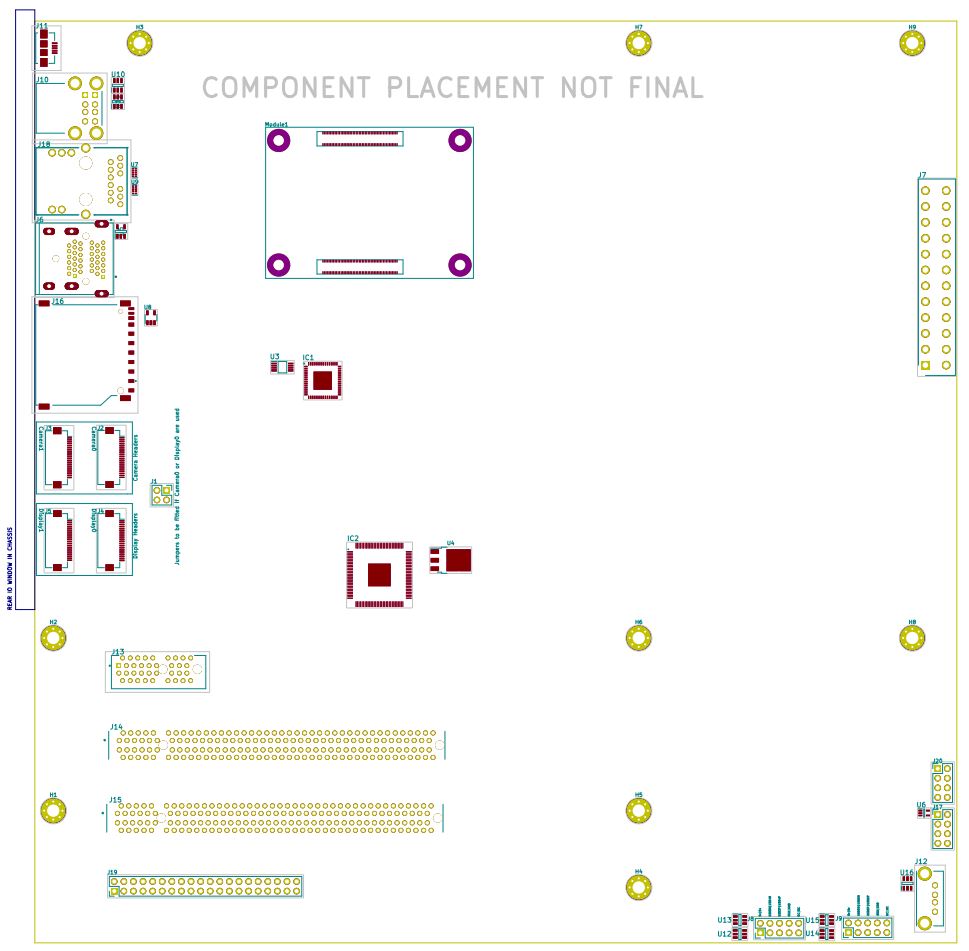 J11
H3
H7
H9
J10
U10
COMPONENT PLACEMENT NOT FINAL
Module1
J18
U7
U9
J7
J6
J16
U8
U3
IC1
J3
J2
Camera1
Camera0
Camera Headers
Jumpers to be fitted if Camera0 or Display0 are used
J1
J5
J4
Display1
Display0
Display Headers
REAR IO WINDOW IN CHASSIS
IC2
U4
H2
H6
H8
J13
J14
J20
H1
J15
H5
U6
J17
J12
J19
U16
H4
U13
J8
U15
J9
U12
U14